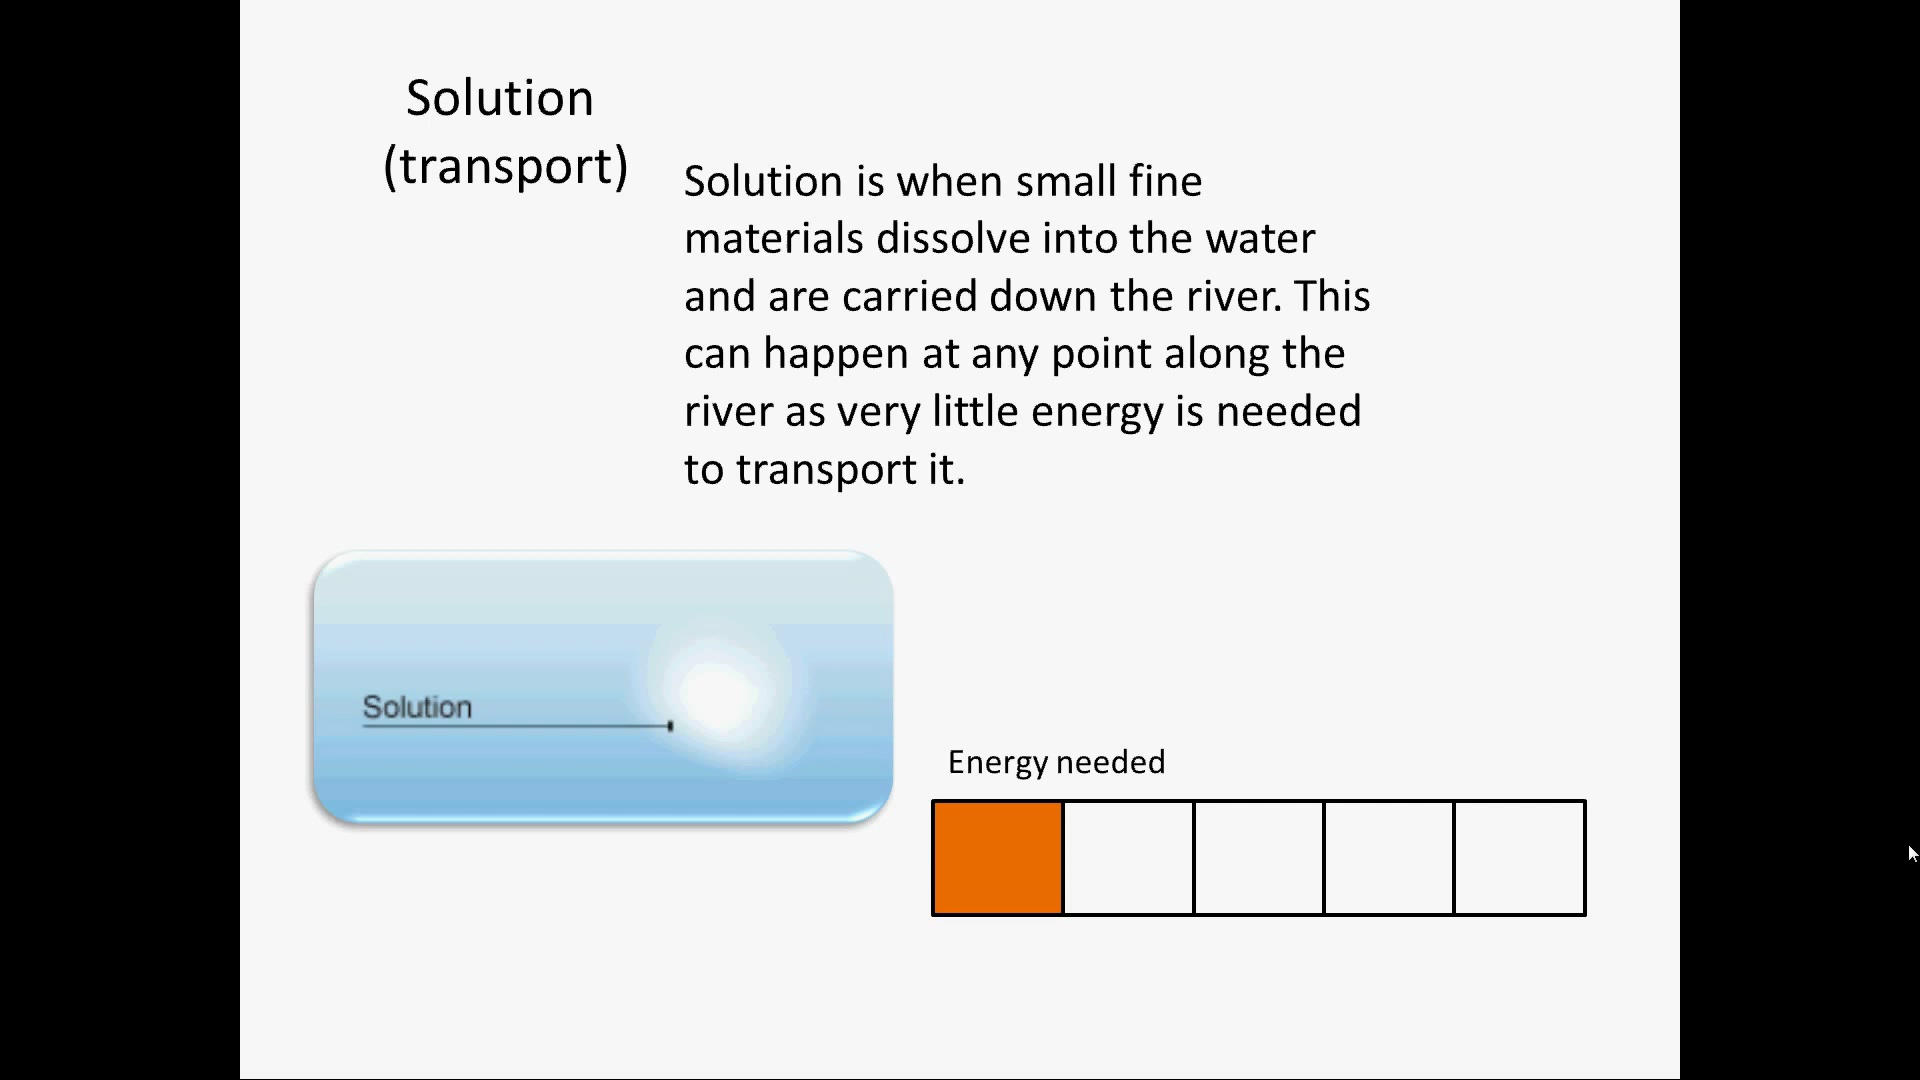 Solution
(transport)
Solution is when small fine
materials dissolve into the water
and are carried down the river. This
can happen at any point along the
river as very little energy is needed
to transport it.
Solution
Energy needed